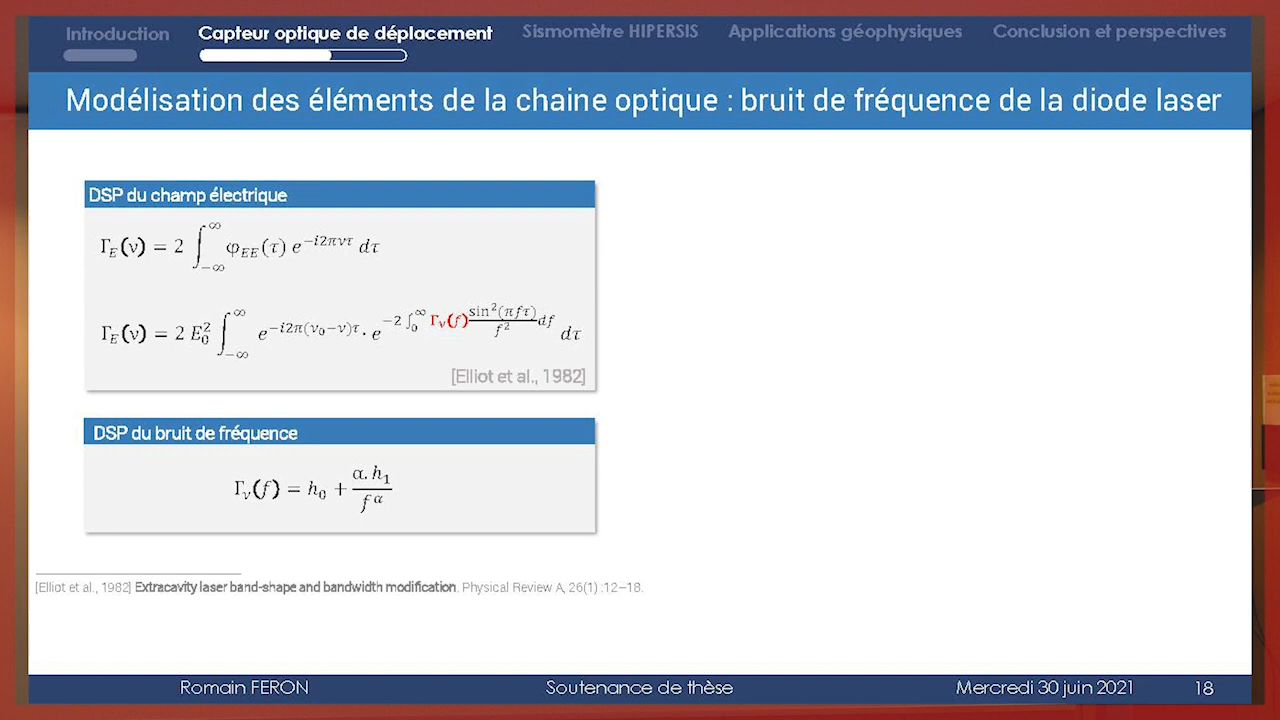 Introduction
Capteur optique de déplacement
Sismomètre HIPERSIS
Applications géophysiques
Conclusion et perspectives
Modélisation des éléments de la chaine optique : bruit de fréquence de la diode laser
DSP du champ électrique
Γ_E(ν) = 2 ∫_{-∞}^{∞} φ_{EE}(τ) e^{-i2πντ} dτ
Γ_E(ν) = 2 E_0^2 ∫_{-∞}^{∞} e^{-i2π(ν_0-ν)τ} . e^{-2 ∫_0^∞ Γ_ν(f) \frac{sin^2(πfτ)}{f^2} df} dτ
[Elliot et al., 1982]
DSP du bruit de fréquence
Γ_ν(f) = h_0 + \frac{α. h_1}{f^α}
[Elliot et al., 1982] Extracavity laser band-shape and bandwidth modification. Physical Review A, 26(1) :12–18.
Romain FERON
Soutenance de thèse
Mercredi 30 juin 2021
18